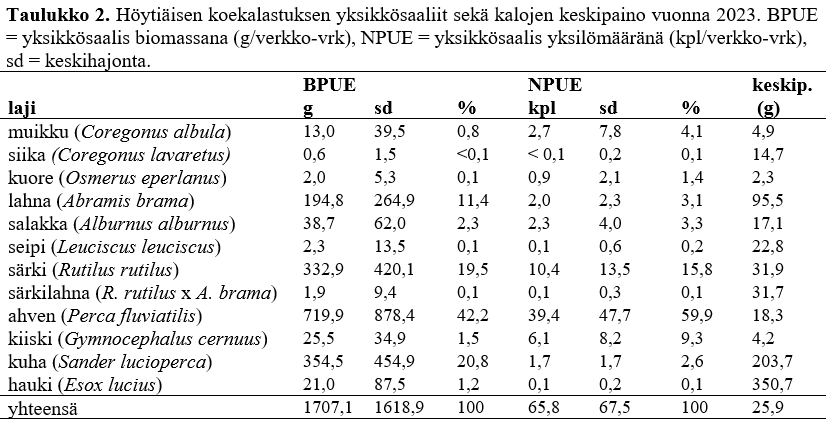 Taulukko 2. Höytiäisen koekalastuksen yksikkösaaliit sekä kalojen keskipaino vuonna 2023. BPUE
= yksikkösaalis biomassana (g/verkko-vrk), NPUE = yksikkösaalis yksilömääränä (kpl/verkko-vrk),
sd = keskihajonta.
BPUE NPUE keskip.
laji g sd % kpl sd % (g)
muikku (Coregonus albula) 13,0 39,5 0,8 2,7 7,8 4,1 4,9
siika (Coregonus lavaretus) 0,6 1,5 <0,1 < 0,1 0,2 0,1 14,7
kuore (Osmerus eperlanus) 2,0 5,3 0,1 0,9 2,1 1,4 2,3
lahna (Abramis brama) 194,8 264,9 11,4 2,0 2,3 3,1 95,5
salakka (Alburnus alburnus) 38,7 62,0 2,3 2,3 4,0 3,3 17,1
seipi (Leuciscus leuciscus) 2,3 13,5 0,1 0,1 0,6 0,2 22,8
särki (Rutilus rutilus) 332,9 420,1 19,5 10,4 13,5 15,8 31,9
särkilahna (R. rutilus x A. brama) 1,9 9,4 0,1 0,1 0,3 0,1 31,7
ahven (Perca fluviatilis) 719,9 878,4 42,2 39,4 47,7 59,9 18,3
kiiski (Gymnocephalus cernuus) 25,5 34,9 1,5 6,1 8,2 9,3 4,2
kuha (Sander lucioperca) 354,5 454,9 20,8 1,7 1,7 2,6 203,7
hauki (Esox lucius) 21,0 87,5 1,2 0,1 0,2 0,1 350,7
yhteensä 1707,1 1618,9 100 65,8 67,5 100 25,9